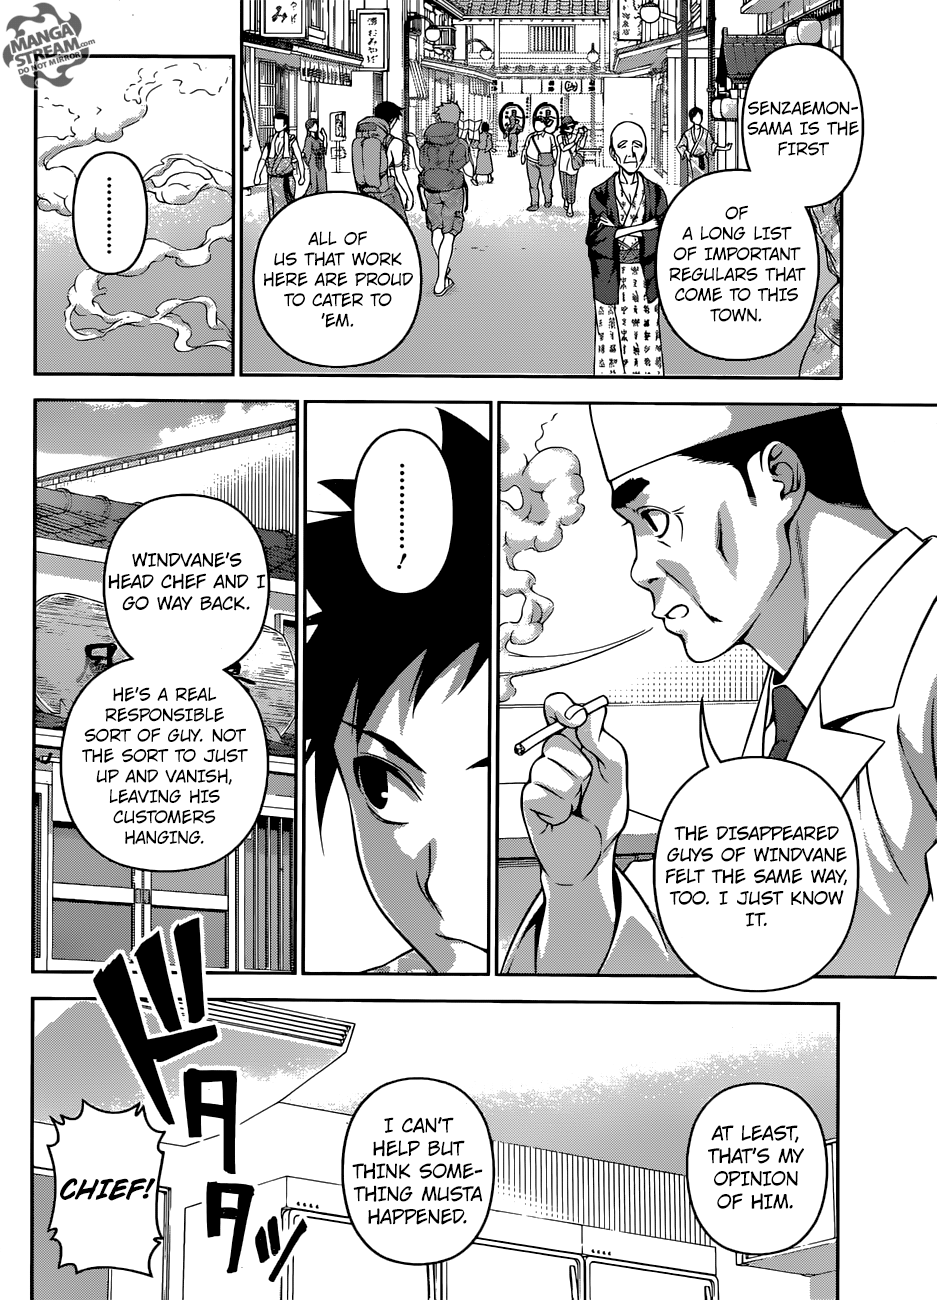 MANGA
STREAM.com
DO NOT MIRROR
SENZAEMON-
SAMA IS THE
FIRST
OF
A LONG LIST
OF IMPORTANT
REGULARS THAT
COME TO THIS
TOWN.
ALL OF
US THAT WORK
HERE ARE PROUD
TO CATER TO
'EM.
..........
THE DISAPPEARED
GUYS OF WINDVANE
FELT THE SAME WAY,
TOO. I JUST KNOW
IT.
..........!
WINDVANE'S
HEAD CHEF AND I
GO WAY BACK.
HE'S A REAL
RESPONSIBLE
SORT OF GUY. NOT
THE SORT TO JUST
UP AND VANISH,
LEAVING HIS
CUSTOMERS
HANGING.
AT LEAST,
THAT'S MY
OPINION
OF HIM.
I CAN'T
HELP BUT
THINK SOME-
THING MUSTA
HAPPENED.
ドタタッ
CHIEF!